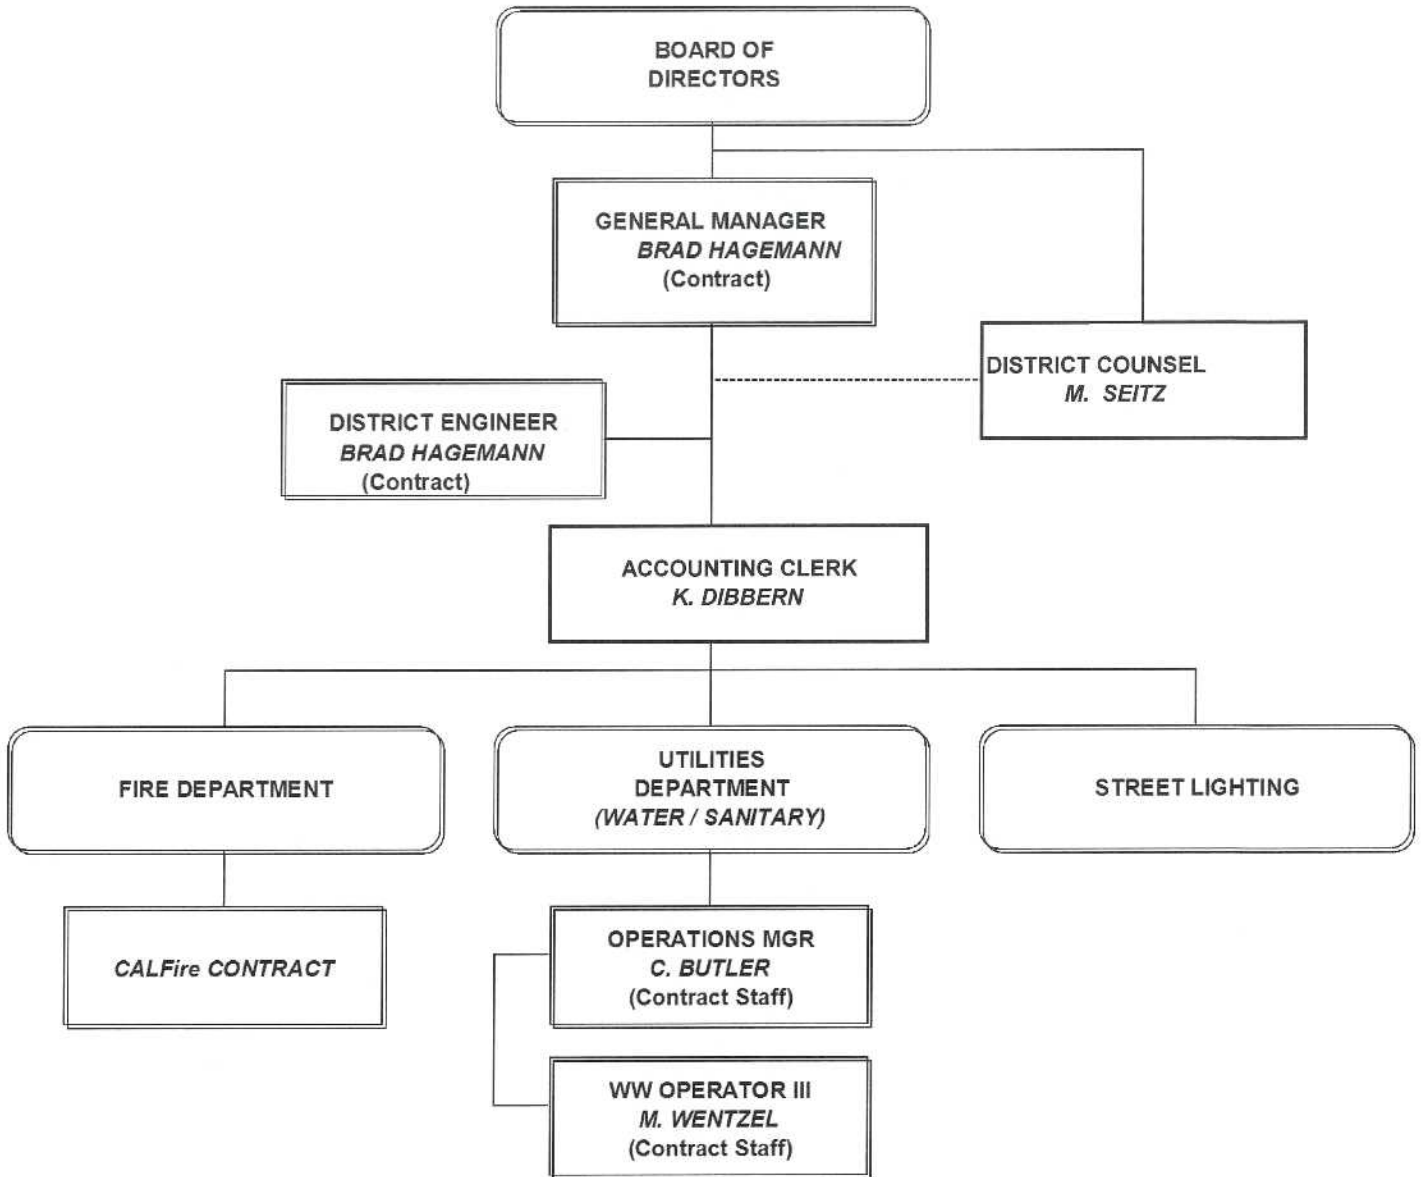 BOARD OF
DIRECTORS
GENERAL MANAGER
BRAD HAGEMANN
(Contract)
DISTRICT COUNSEL
M. SEITZ
DISTRICT ENGINEER
BRAD HAGEMANN
(Contract)
ACCOUNTING CLERK
K. DIBBERN
FIRE DEPARTMENT
UTILITIES
DEPARTMENT
(WATER / SANITARY)
STREET LIGHTING
CALFire CONTRACT
OPERATIONS MGR
C. BUTLER
(Contract Staff)
WW OPERATOR III
M. WENTZEL
(Contract Staff)